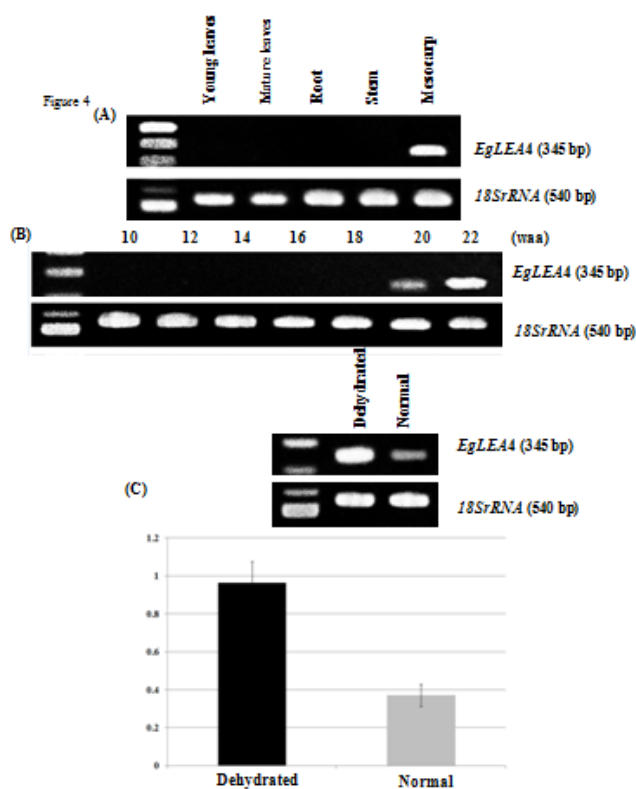 Figure 4
(A)
Young leaves
Mature leaves
Root
Stem
Mesocarp
EgLEA4 (345 bp)
18SrRNA (540 bp)
(B)
10 12 14 16 18 20 22 (waa)
EgLEA4 (345 bp)
18SrRNA (540 bp)
Dehydrated
Normal
EgLEA4 (345 bp)
18SrRNA (540 bp)
(C)
1.2
1
0.8
0.6
0.4
0.2
0
Dehydrated Normal